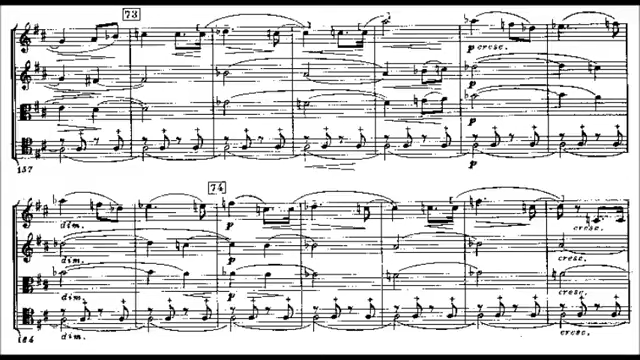 73
p cresc.
p
p
p
157
74
dim. p cresc.
dim. p cresc.
dim. p cresc.
dim. cresc.
164